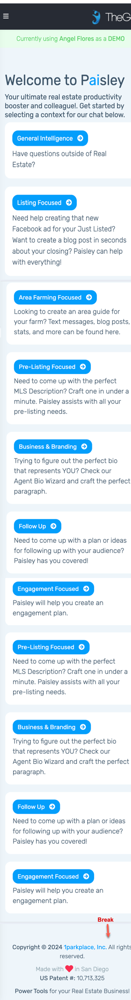 TheG
Currently using Angel Flores as a DEMO
Welcome to Paisley
Your ultimate real estate productivity
booster and colleague!. Get started by
selecting a context for our chat below.
General Intelligence
Have questions outside of Real
Estate?
Listing Focused
Need help creating that new
Facebook ad for your Just Listed?
Want to create a blog post in seconds
about your closing? Paisley can help
with everything!
Area Farming Focused
Looking to create an area guide for
your farm? Text messages, blog posts,
stats, and more can be found here.
Pre-Listing Focused
Need to come up with the perfect
MLS Description? Craft one in under a
minute. Paisley assists with all your
pre-listing needs.
Business & Branding
Trying to figure out the perfect bio
that represents YOU? Check our
Agent Bio Wizard and craft the perfect
paragraph.
Follow Up
Need to come up with a plan or ideas
for following up with your audience?
Paisley has you covered!
Engagement Focused
Paisley will help you create an
engagement plan.
Pre-Listing Focused
Need to come up with the perfect
MLS Description? Craft one in under a
minute. Paisley assists with all your
pre-listing needs.
Business & Branding
Trying to figure out the perfect bio
that represents YOU? Check our
Agent Bio Wizard and craft the perfect
paragraph.
Follow Up
Need to come up with a plan or ideas
for following up with your audience?
Paisley has you covered!
Engagement Focused
Paisley will help you create an
engagement plan.
Break
Copyright © 2024 1parkplace, Inc. All rights
reserved.
Made with ❤ in San Diego
US Patent #: 10,713,325
Power Tools for your Real Estate Business!